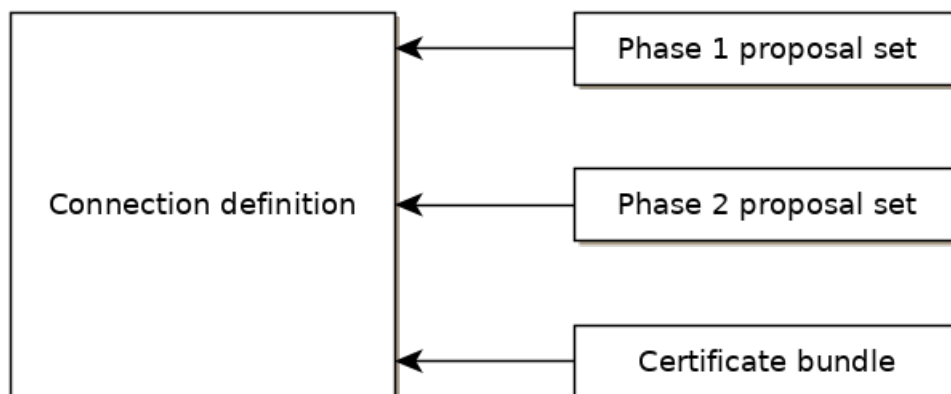 Phase 1 proposal set
Connection definition
Phase 2 proposal set
Certificate bundle